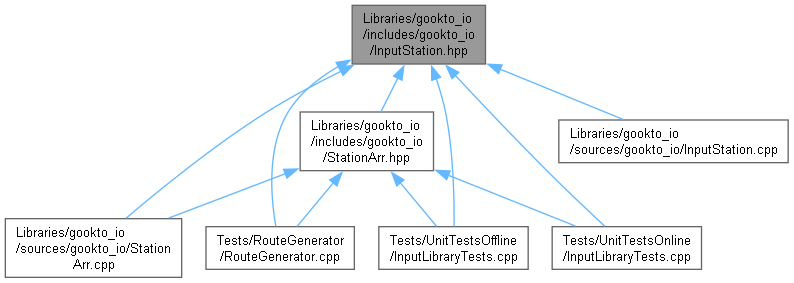 Libraries/gookto_io
/includes/gookto_io
/InputStation.hpp
Libraries/gookto_io
/includes/gookto_io
/StationArr.hpp
Libraries/gookto_io
/sources/gookto_io/InputStation.cpp
Libraries/gookto_io
/sources/gookto_io/Station
Arr.cpp
Tests/RouteGenerator
/RouteGenerator.cpp
Tests/UnitTestsOffline
/InputLibraryTests.cpp
Tests/UnitTestsOnline
/InputLibraryTests.cpp